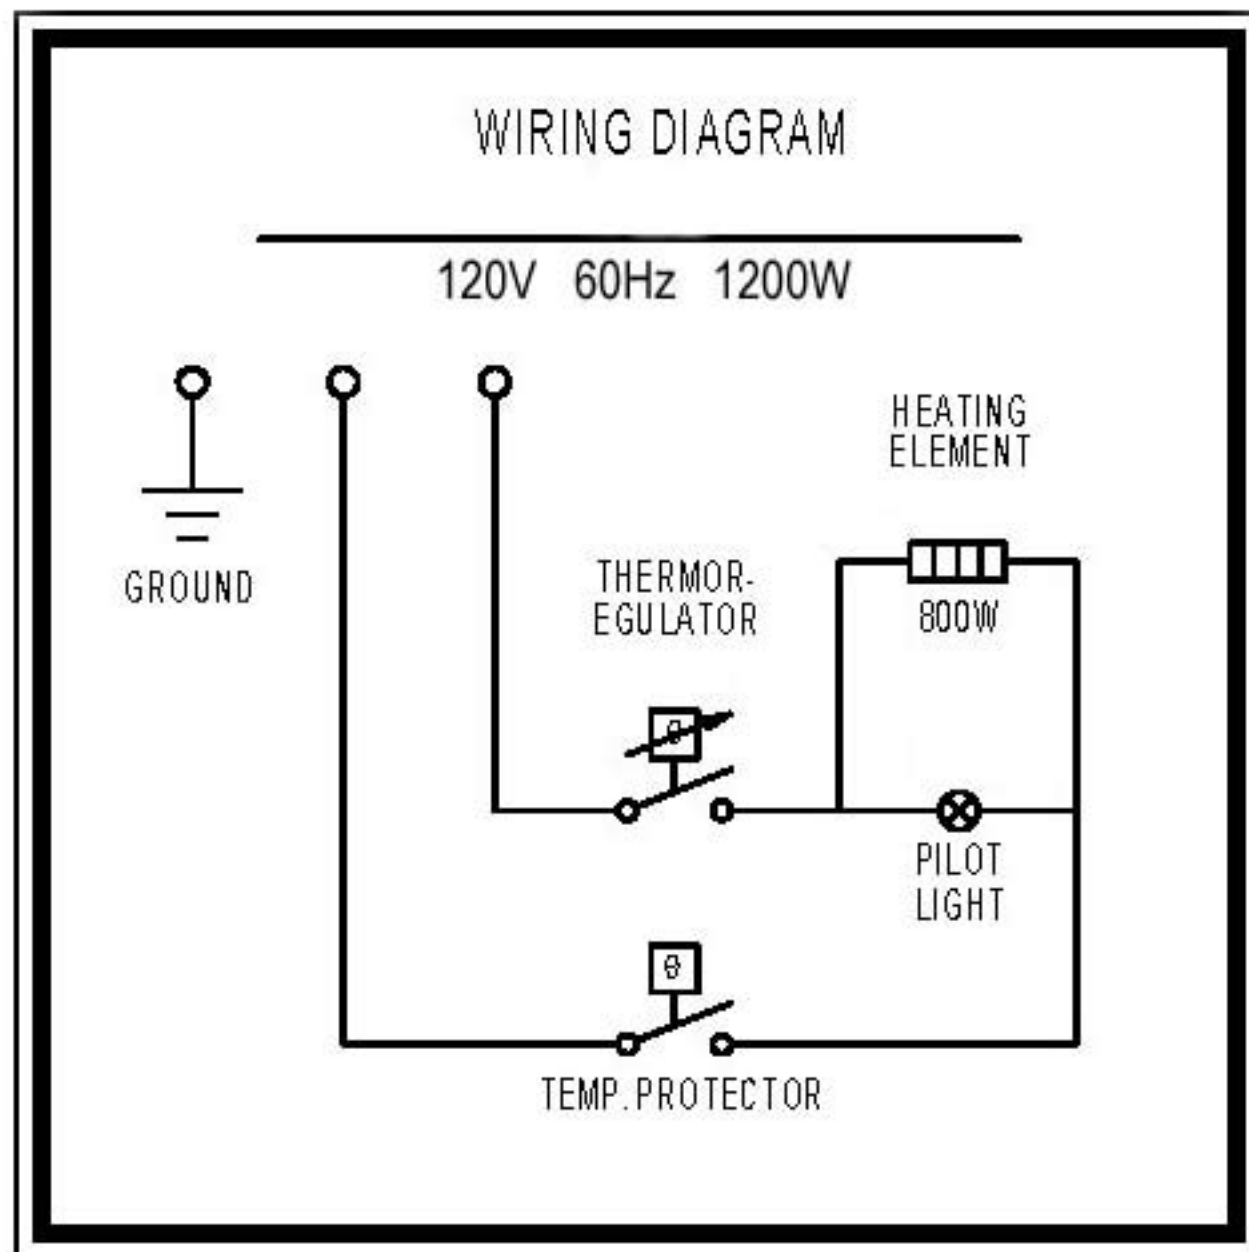 WIRING DIAGRAM
120V 60Hz 1200W
HEATING
ELEMENT
THERMOR-
EGULATOR
800W
GROUND
θ
PILOT
LIGHT
θ
TEMP. PROTECTOR